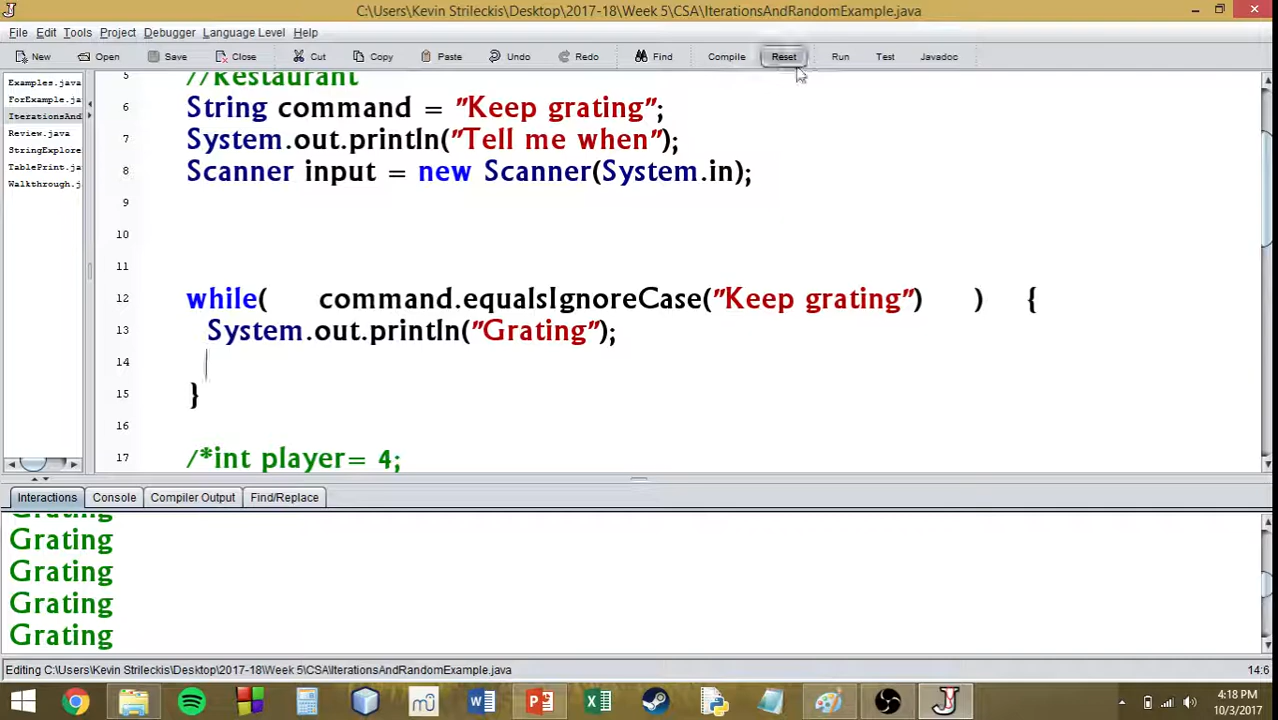 C:\Users\Kevin Strileckis\Desktop\2017-18\Week 5\CSA\IterationsAndRandomExample.java
File Edit Tools Project Debugger Language Level Help
New Open Save Close Cut Copy Paste Undo Redo Find Compile Reset Run Test Javadoc
Examples.java
ForExample.ja
IterationsAnd
Review.java
StringExplore
TablePrint.ja
Walkthrough.j
5 //Restaurant
6 String command = "Keep grating";
7 System.out.println("Tell me when");
8 Scanner input = new Scanner(System.in);
9
10
11
12 while( command.equalsIgnoreCase("Keep grating") ) {
13 System.out.println("Grating");
14
15 }
16
17 /*int player= 4;
Interactions Console Compiler Output Find/Replace
Grating
Grating
Grating
Grating
Grating
Editing C:\Users\Kevin Strileckis\Desktop\2017-18\Week 5\CSA\IterationsAndRandomExample.java 14:6
4:18 PM
10/3/2017